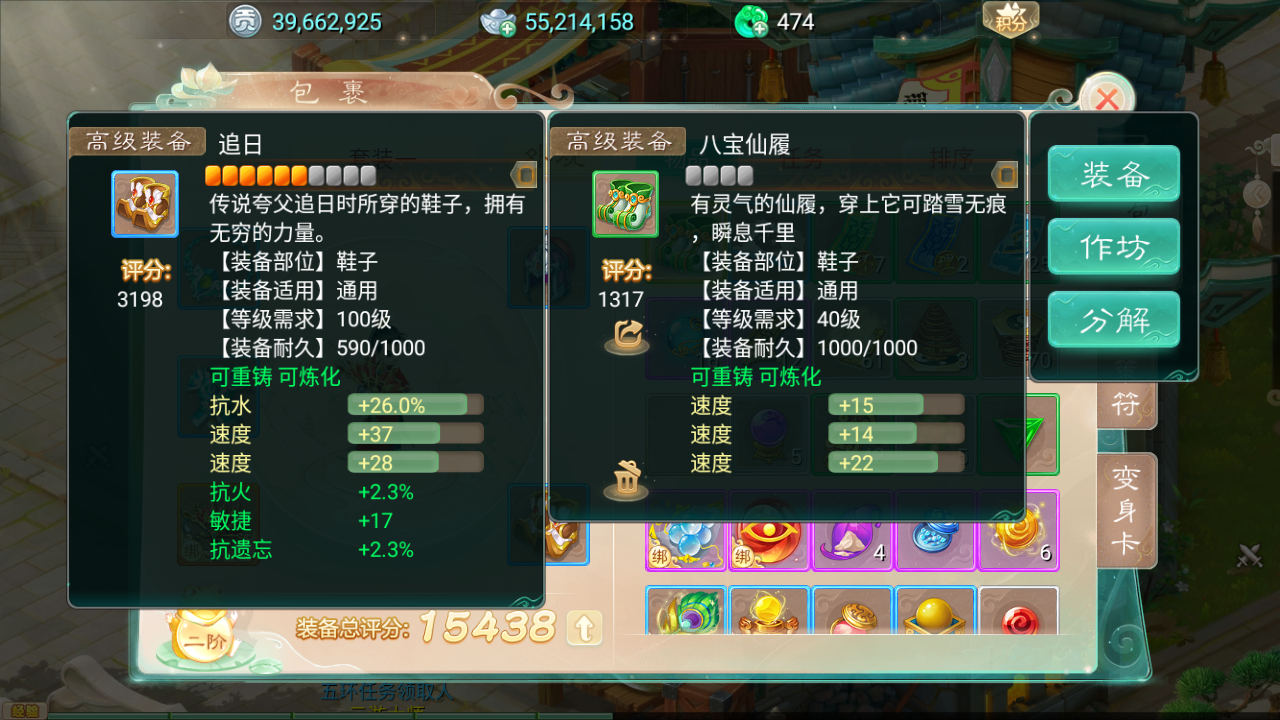 贡 39,662,925
55,214,158
474
积分
包裹
高级装备
追日
传说夸父追日时所穿的鞋子，拥有
无穷的力量。
评分:
3198
【装备部位】鞋子
【装备适用】通用
【等级需求】100级
【装备耐久】590/1000
可重铸 可炼化
抗水 +26.0%
速度 +37
速度 +28
抗火 +2.3%
敏捷 +17
抗遗忘 +2.3%
高级装备
八宝仙履
有灵气的仙履，穿上它可踏雪无痕
，瞬息千里
评分:
1317
【装备部位】鞋子
【装备适用】通用
【等级需求】40级
【装备耐久】1000/1000
可重铸 可炼化
速度 +15
速度 +14
速度 +22
装备
作坊
分解
符
变身卡
绑
绑
4
6
二阶
装备总评分: 15438
五环任务领取人
经验